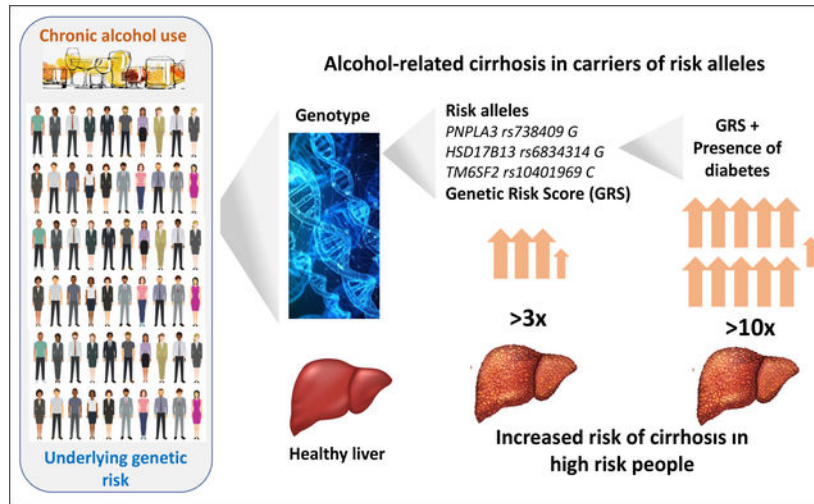 Chronic alcohol use
Underlying genetic
risk
Alcohol-related cirrhosis in carriers of risk alleles
Genotype
Healthy liver
Risk alleles
PNPLA3 rs738409 G
HSD17B13 rs6834314 G
TM6SF2 rs10401969 C
Genetic Risk Score (GRS)
>3x
GRS +
Presence of
diabetes
>10x
Increased risk of cirrhosis in
high risk people